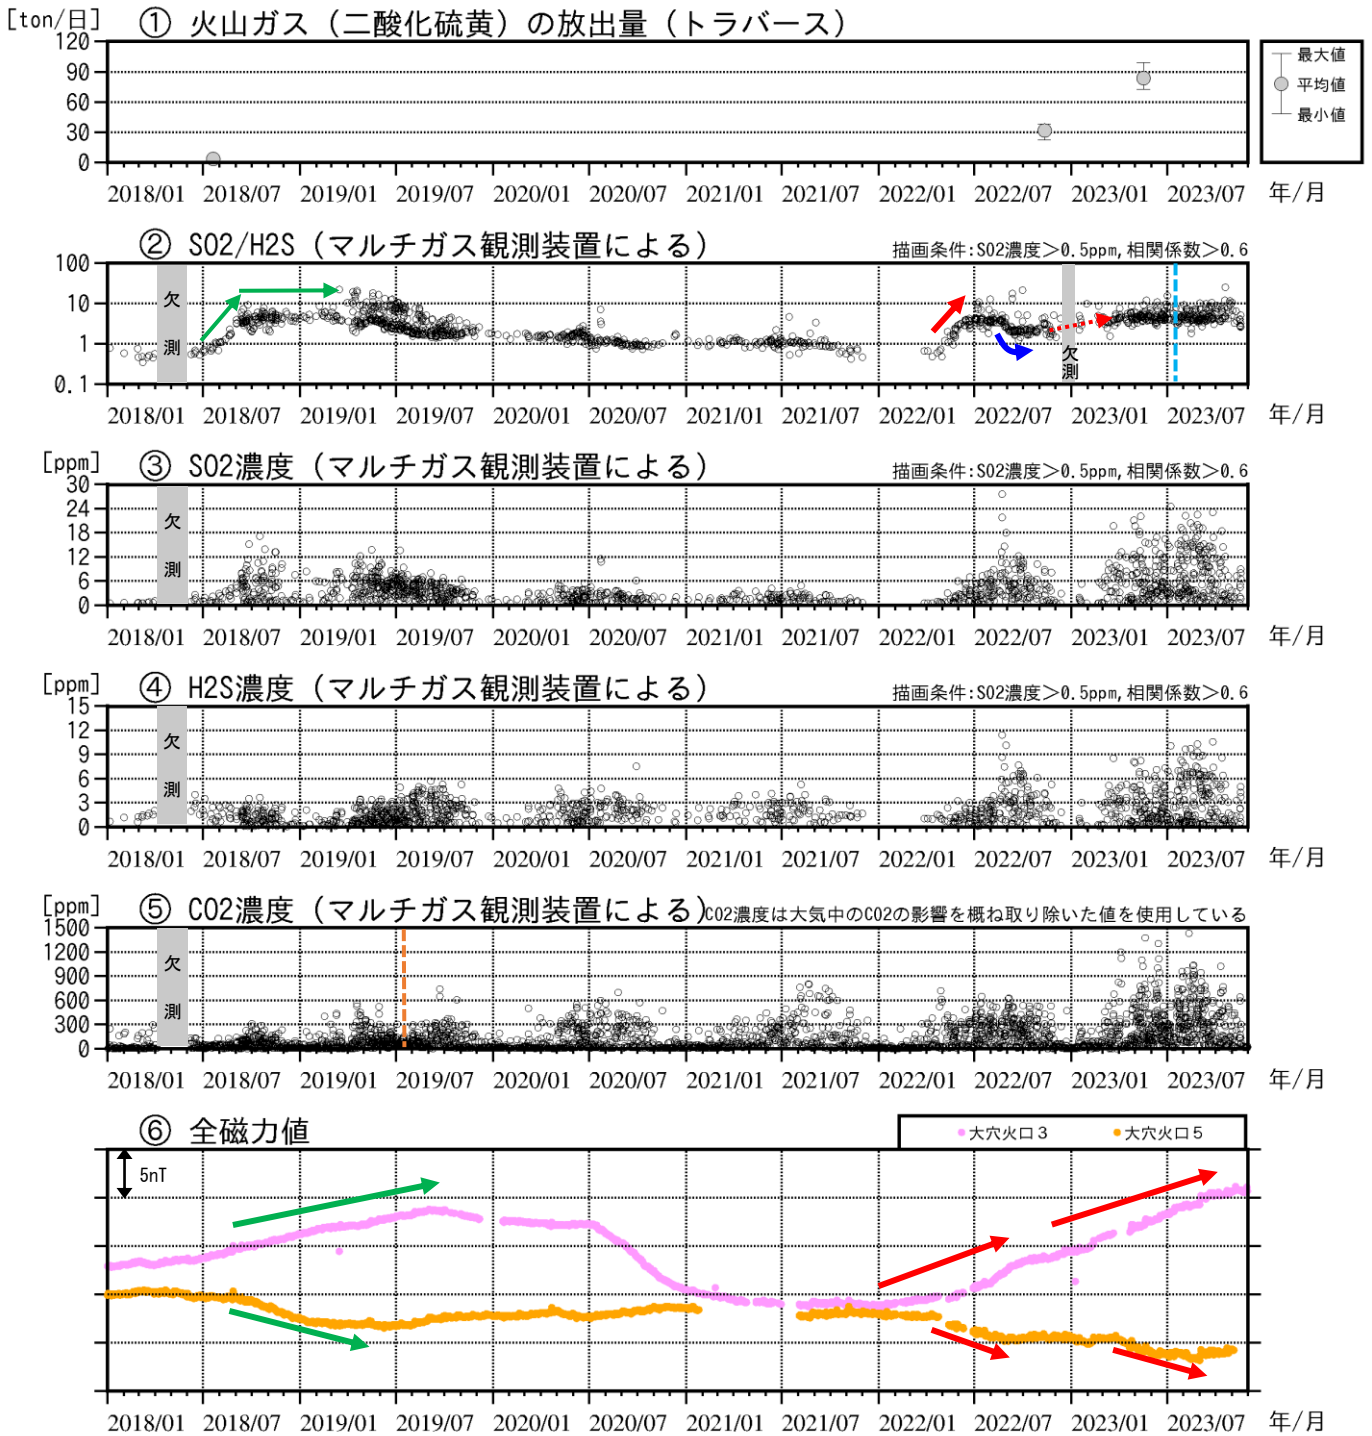 [ton/日]
① 火山ガス（二酸化硫黄）の放出量（トラバース）
120
90
60
30
0
最大値
平均値
最小値
2018/01 2018/07 2019/01 2019/07 2020/01 2020/07 2021/01 2021/07 2022/01 2022/07 2023/01 2023/07 年/月
② SO2/H2S（マルチガス観測装置による）
描画条件:SO2濃度＞0.5ppm,相関係数＞0.6
100
10
1
0.1
欠
測
欠
測
2018/01 2018/07 2019/01 2019/07 2020/01 2020/07 2021/01 2021/07 2022/01 2022/07 2023/01 2023/07 年/月
[ppm]
③ SO2濃度（マルチガス観測装置による）
描画条件:SO2濃度＞0.5ppm,相関係数＞0.6
30
24
18
12
6
0
欠
測
2018/01 2018/07 2019/01 2019/07 2020/01 2020/07 2021/01 2021/07 2022/01 2022/07 2023/01 2023/07 年/月
[ppm]
④ H2S濃度（マルチガス観測装置による）
描画条件:SO2濃度＞0.5ppm,相関係数＞0.6
15
12
9
6
3
0
欠
測
2018/01 2018/07 2019/01 2019/07 2020/01 2020/07 2021/01 2021/07 2022/01 2022/07 2023/01 2023/07 年/月
[ppm]
⑤ CO2濃度（マルチガス観測装置による）
CO2濃度は大気中のCO2の影響を概ね取り除いた値を使用している
1500
1200
900
600
300
0
欠
測
2018/01 2018/07 2019/01 2019/07 2020/01 2020/07 2021/01 2021/07 2022/01 2022/07 2023/01 2023/07 年/月
⑥ 全磁力値
大穴火口３ 大穴火口５
5nT
2018/01 2018/07 2019/01 2019/07 2020/01 2020/07 2021/01 2021/07 2022/01 2022/07 2023/01 2023/07 年/月